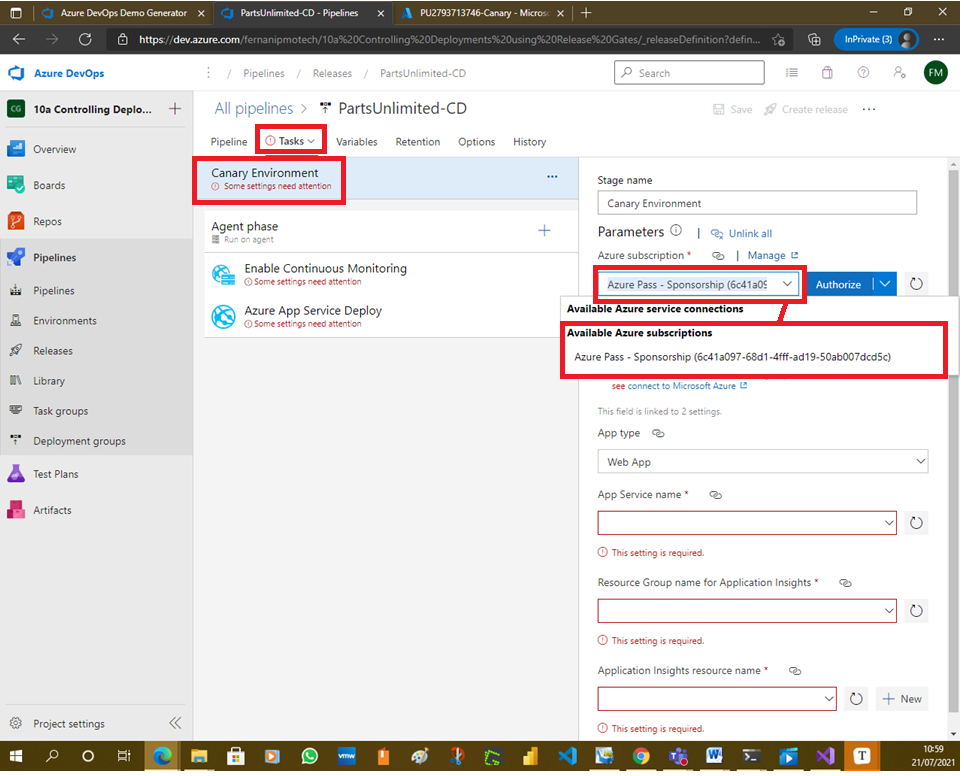 Azure DevOps Demo Generator
PartsUnlimited-CD - Pipelines
PU2793713746-Canary - Microso
https://dev.azure.com/fernanipmotech/10a%20Controlling%20Deployments%20using%20Release%20Gates/_releaseDefinition?defin...
InPrivate (3)
Azure DevOps
/ Pipelines / Releases / PartsUnlimited-CD
Search
FM
CG
10a Controlling Deplo...
All pipelines > PartsUnlimited-CD
Save
Create release
Pipeline
Tasks
Variables
Retention
Options
History
Overview
Boards
Repos
Pipelines
Pipelines
Environments
Releases
Library
Task groups
Deployment groups
Test Plans
Artifacts
Project settings
Canary Environment
Some settings need attention
Agent phase
Run on agent
Enable Continuous Monitoring
Some settings need attention
Azure App Service Deploy
Some settings need attention
Stage name
Canary Environment
Parameters | Unlink all
Azure subscription * | Manage
Azure Pass - Sponsorship (6c41a09
Authorize
Available Azure service connections
Available Azure subscriptions
Azure Pass - Sponsorship (6c41a097-68d1-4fff-ad19-50ab007dcd5c)
see connect to Microsoft Azure
This field is linked to 2 settings.
App type
Web App
App Service name *
This setting is required.
Resource Group name for Application Insights *
This setting is required.
Application Insights resource name *
New
This setting is required.
vmw
W
T
10:59
21/07/2021